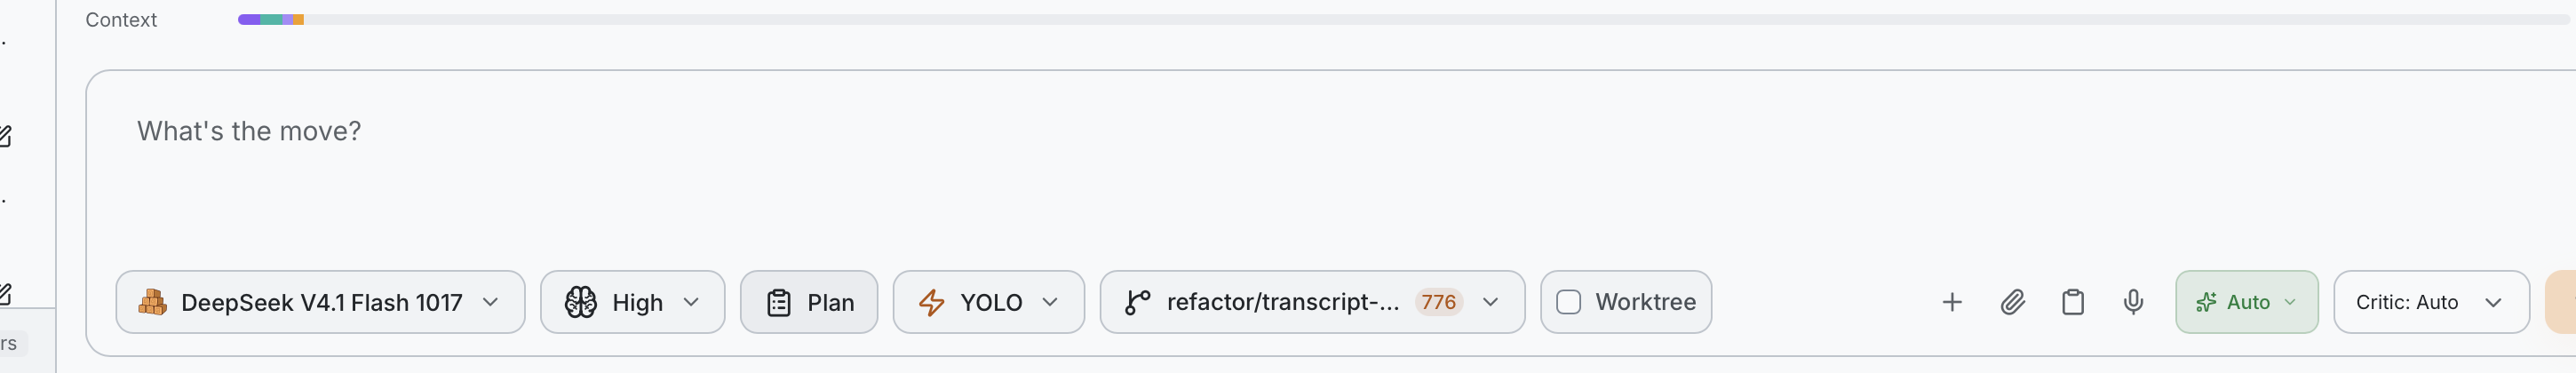 Context
What's the move?
DeepSeek V4.1 Flash 1017 High Plan YOLO refactor/transcript-... 776 Worktree Auto Critic: Auto
rs